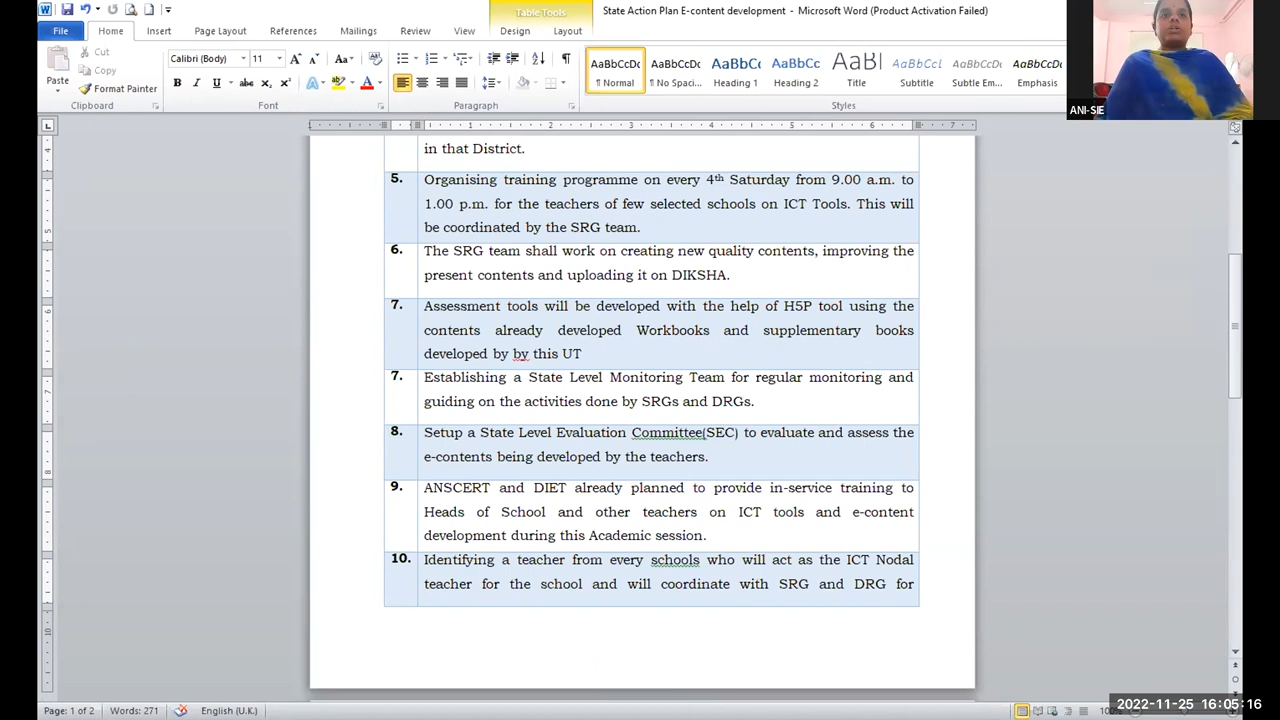 State Action Plan E-content development - Microsoft Word (Product Activation Failed)
Table Tools
File Home Insert Page Layout References Mailings Review View Design Layout
Paste
Cut
Copy
Format Painter
Clipboard
Calibri (Body) 11
Font
Paragraph
AaBbCcDc AaBbCcDc AaBbC AaBbCc AaBl AaBbCcL AaBbCcDc AaBbCcDc
¶ Normal ¶ No Spaci... Heading 1 Heading 2 Title Subtitle Subtle Em... Emphasis
Styles
ANI-SIE
in that District.
5. Organising training programme on every 4th Saturday from 9.00 a.m. to
1.00 p.m. for the teachers of few selected schools on ICT Tools. This will
be coordinated by the SRG team.
6. The SRG team shall work on creating new quality contents, improving the
present contents and uploading it on DIKSHA.
7. Assessment tools will be developed with the help of H5P tool using the
contents already developed Workbooks and supplementary books
developed by by this UT
7. Establishing a State Level Monitoring Team for regular monitoring and
guiding on the activities done by SRGs and DRGs.
8. Setup a State Level Evaluation Committee(SEC) to evaluate and assess the
e-contents being developed by the teachers.
9. ANSCERT and DIET already planned to provide in-service training to
Heads of School and other teachers on ICT tools and e-content
development during this Academic session.
10. Identifying a teacher from every schools who will act as the ICT Nodal
teacher for the school and will coordinate with SRG and DRG for
Page: 1 of 2 Words: 271 English (U.K.)
2022-11-25 16:05:16